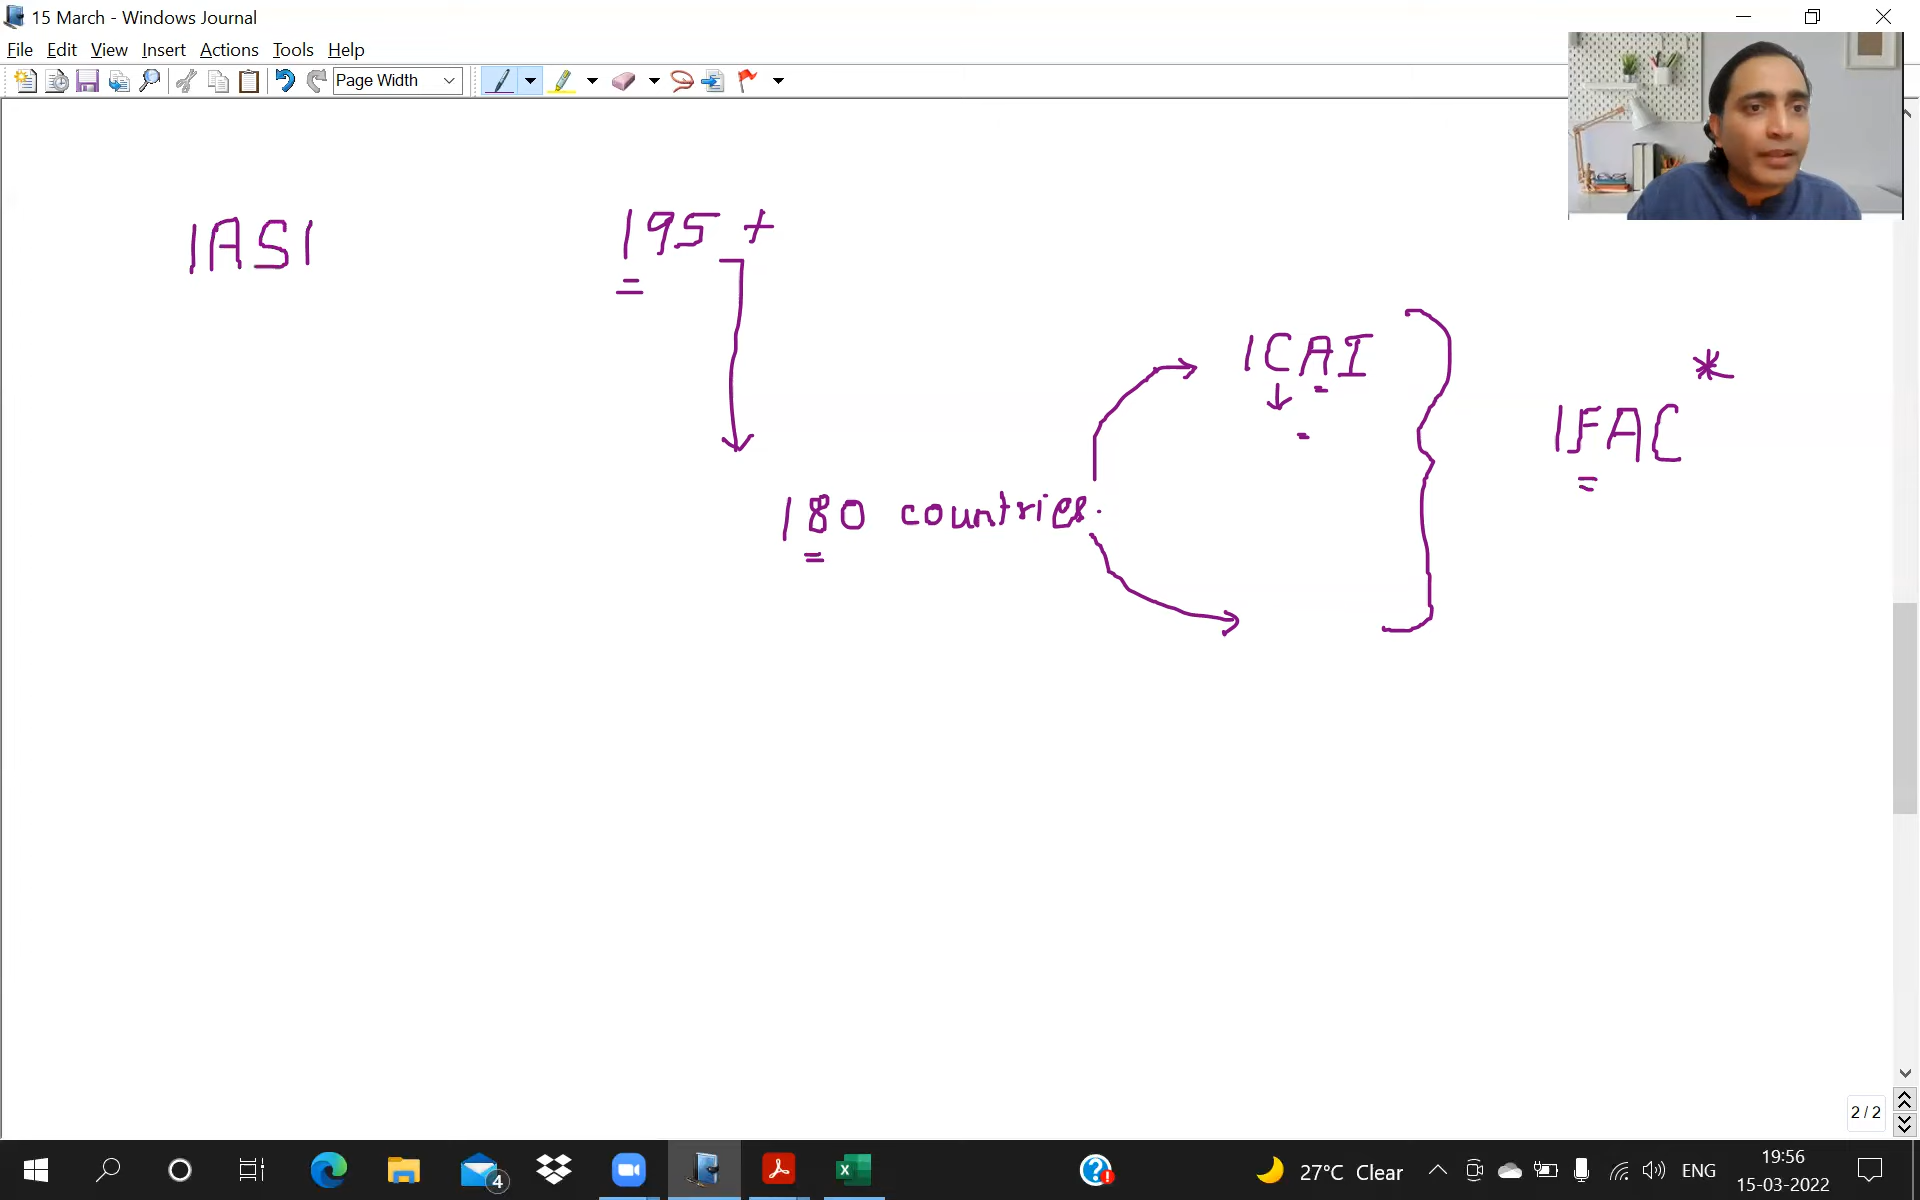 15 March - Windows Journal
File Edit View Insert Actions Tools Help
Page Width
IASI
195 +
ICAI
IFAC *
180 countries.
2 / 2
4
27°C Clear
ENG
19:56
15-03-2022